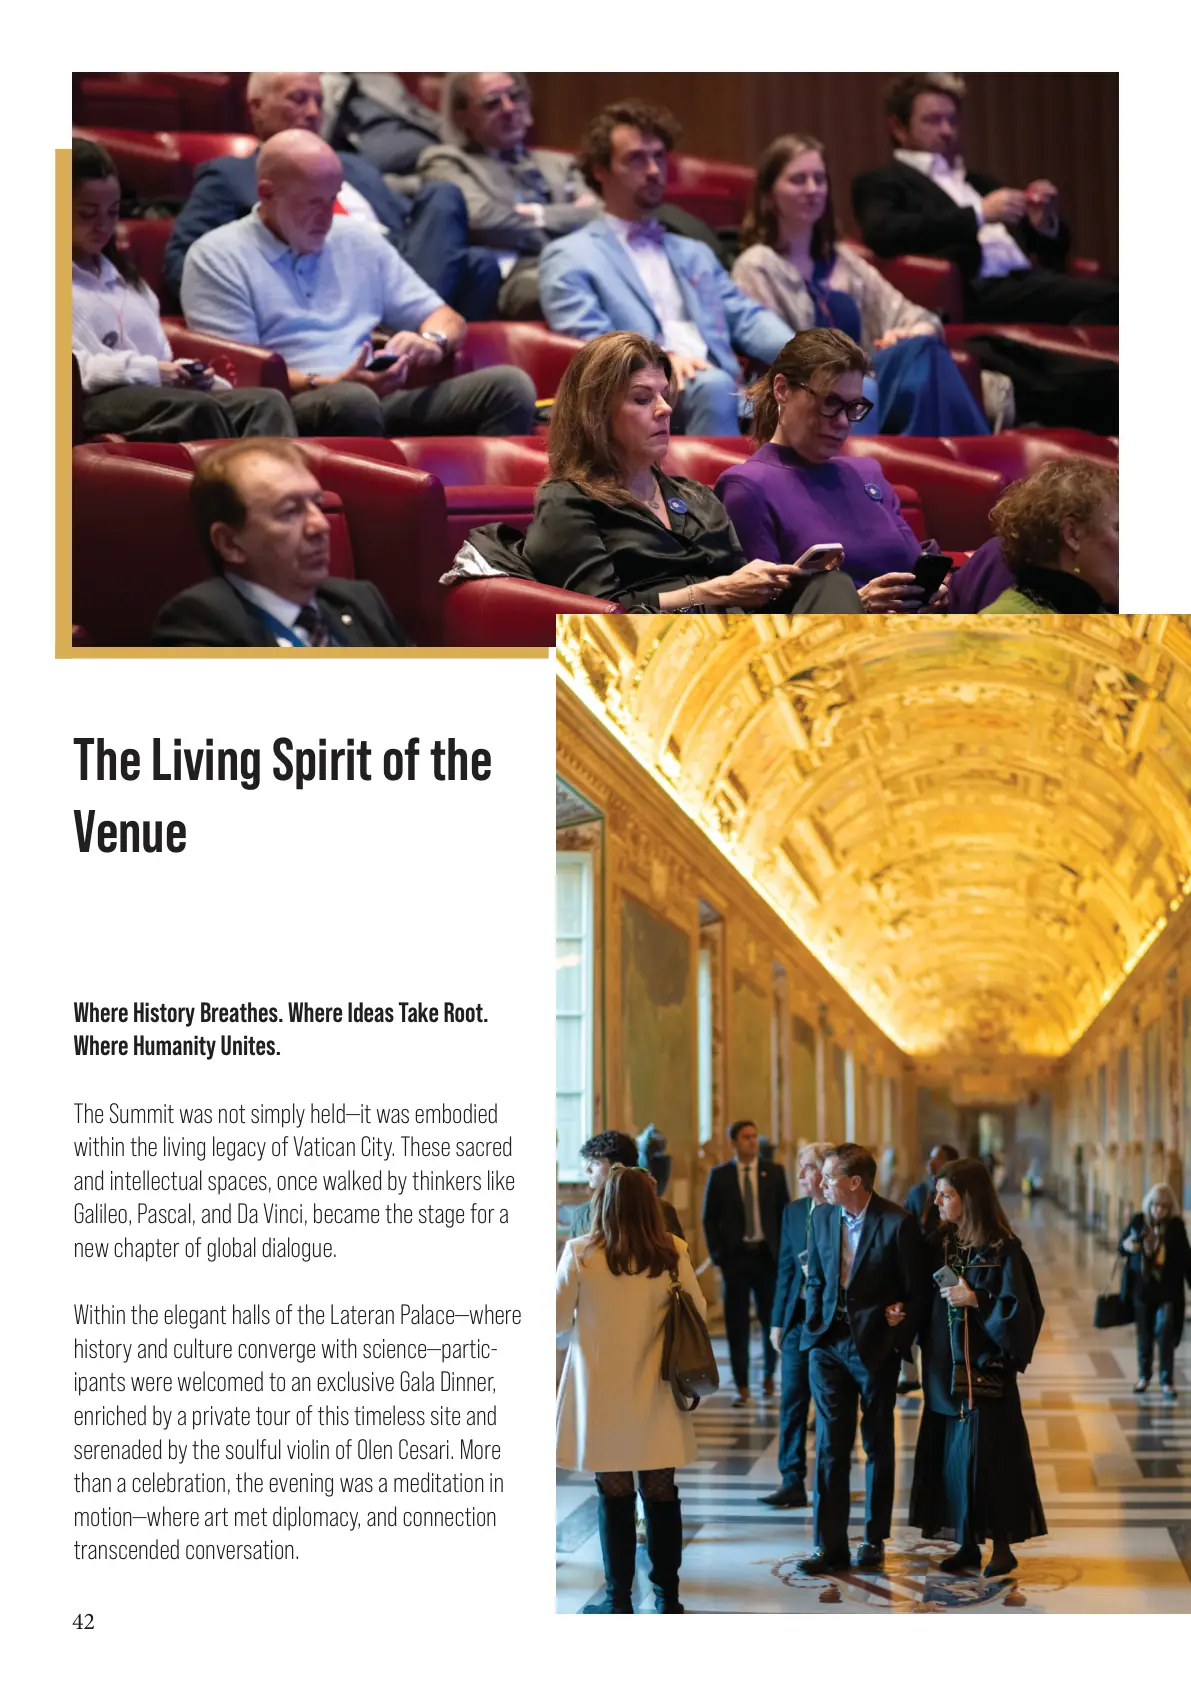 The Living Spirit of the
Venue
Where History Breathes. Where Ideas Take Root.
Where Humanity Unites.
The Summit was not simply held—it was embodied
within the living legacy of Vatican City. These sacred
and intellectual spaces, once walked by thinkers like
Galileo, Pascal, and Da Vinci, became the stage for a
new chapter of global dialogue.
Within the elegant halls of the Lateran Palace—where
history and culture converge with science—partic-
ipants were welcomed to an exclusive Gala Dinner,
enriched by a private tour of this timeless site and
serenaded by the soulful violin of Olen Cesari. More
than a celebration, the evening was a meditation in
motion—where art met diplomacy, and connection
transcended conversation.
42